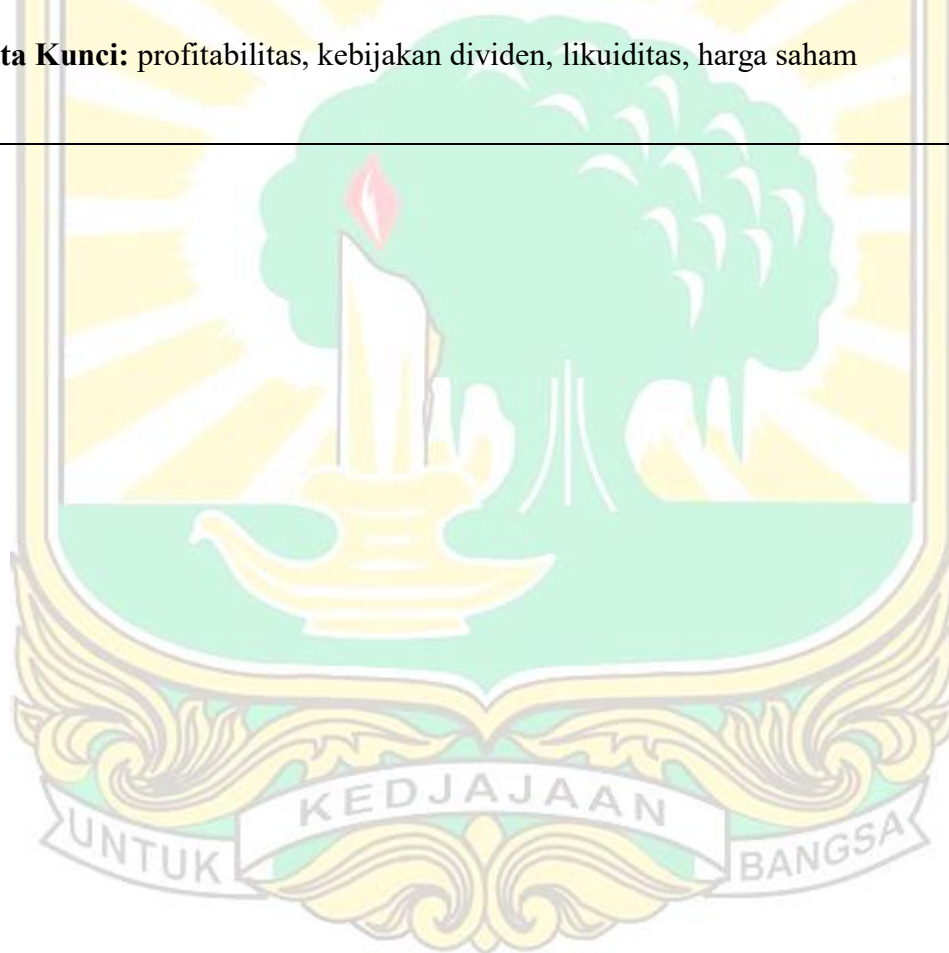 ta Kunci: profitabilitas, kebijakan dividen, likuiditas, harga saham
UNTUK KEDJAJAAN BANGSA